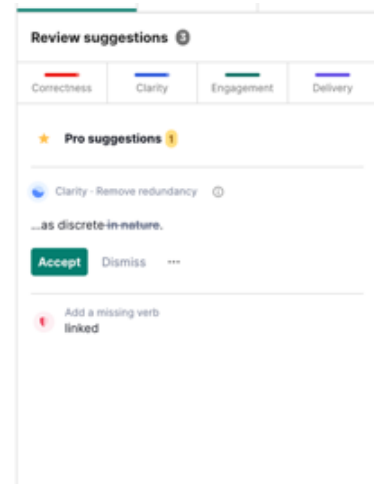 Review suggestions 3
Correctness Clarity Engagement Delivery
Pro suggestions 1
Clarity · Remove redundancy
...as discrete in nature.
Accept Dismiss ...
Add a missing verb
linked